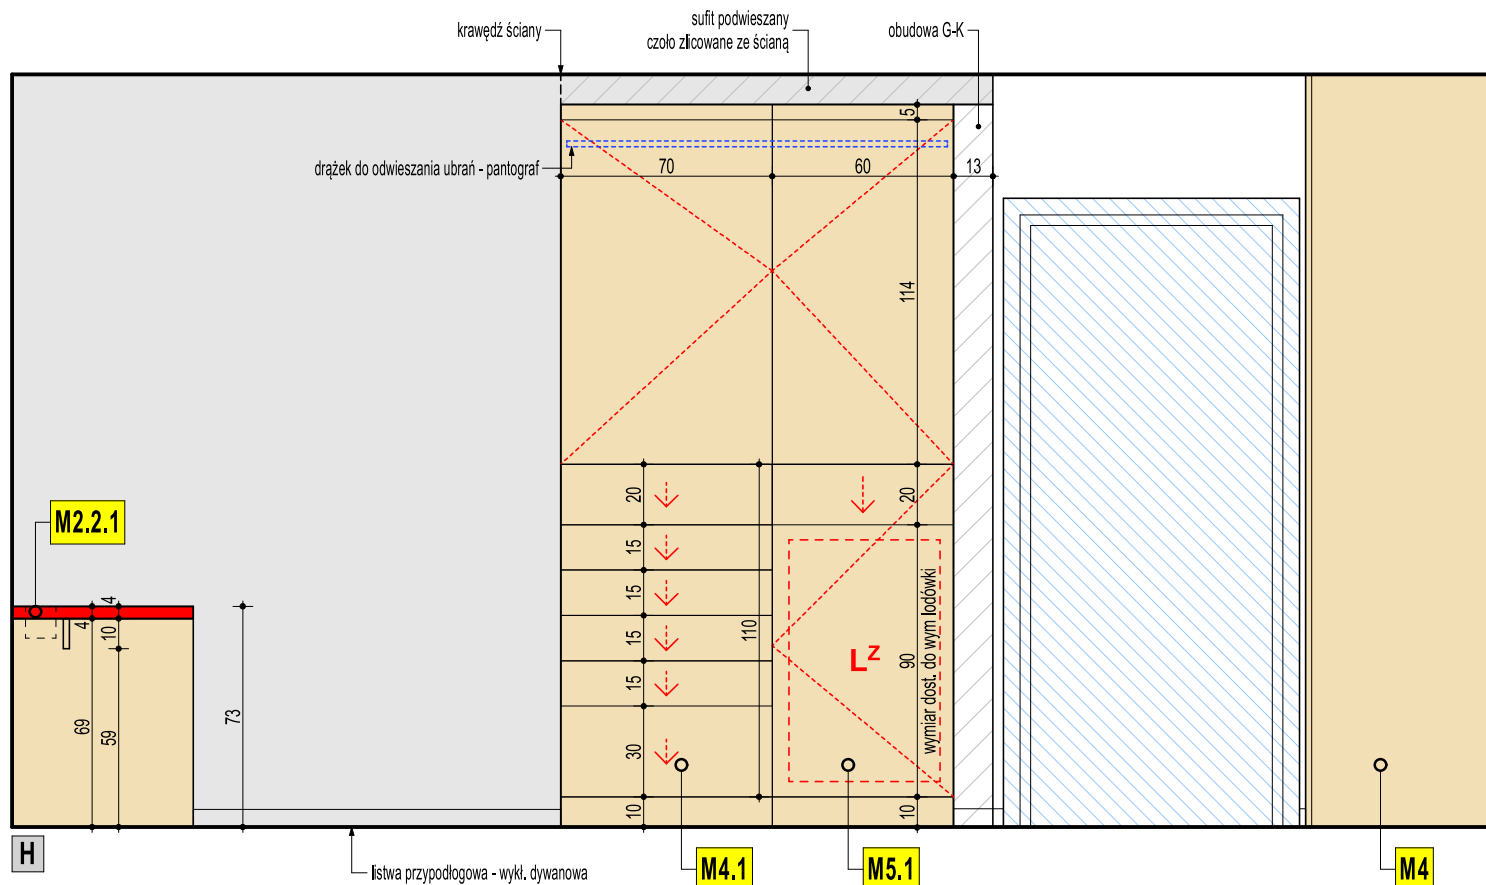 sufit podwieszany
krawędź ściany
czoło zlicowane ze ścianą
obudowa G-K
5
drążek do odwieszania ubrań - pantograf
70
60
13
114
20
20
M2.2.1
15
15
4
4
10
15
110
15
90
wymiar dost. do wym lodówki
LZ
69
59
73
30
10
10
H
listwa przypodłogowa - wykł. dywanowa
M4.1
M5.1
M4